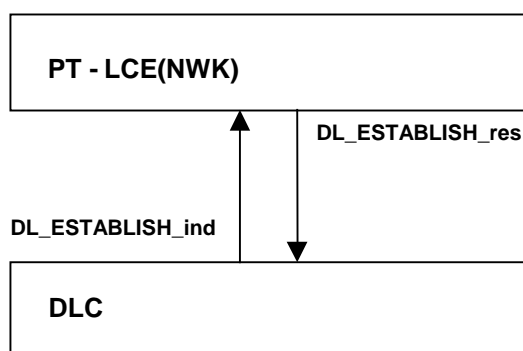 PT - LCE(NWK)
DL_ESTABLISH_res
DL_ESTABLISH_ind
DLC